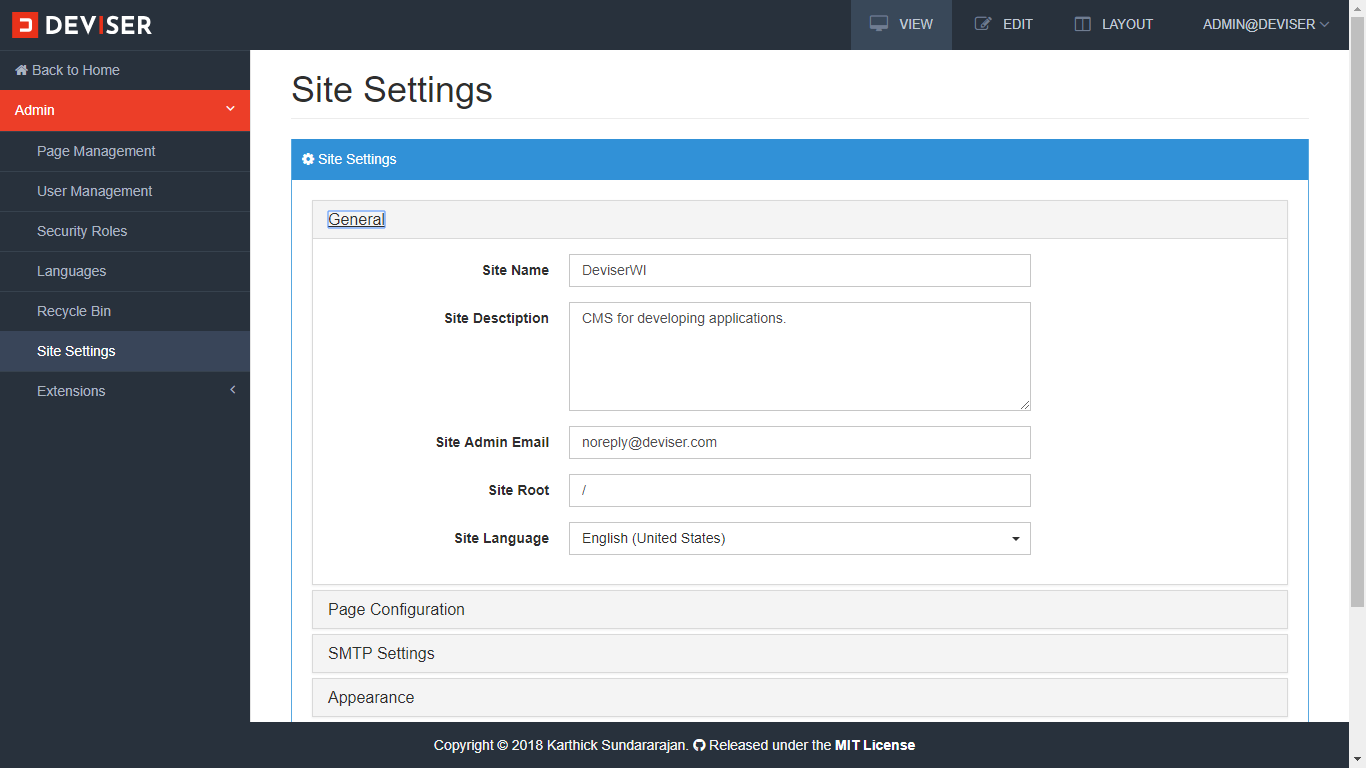 DEVISER
VIEW
EDIT
LAYOUT
ADMIN@DEVISER
Back to Home
Admin
Page Management
User Management
Security Roles
Languages
Recycle Bin
Site Settings
Extensions
Site Settings
Site Settings
General
Site Name
DeviserWI
Site Desctiption
CMS for developing applications.
Site Admin Email
noreply@deviser.com
Site Root
/
Site Language
English (United States)
Page Configuration
SMTP Settings
Appearance
Copyright © 2018 Karthick Sundararajan. Released under the MIT License